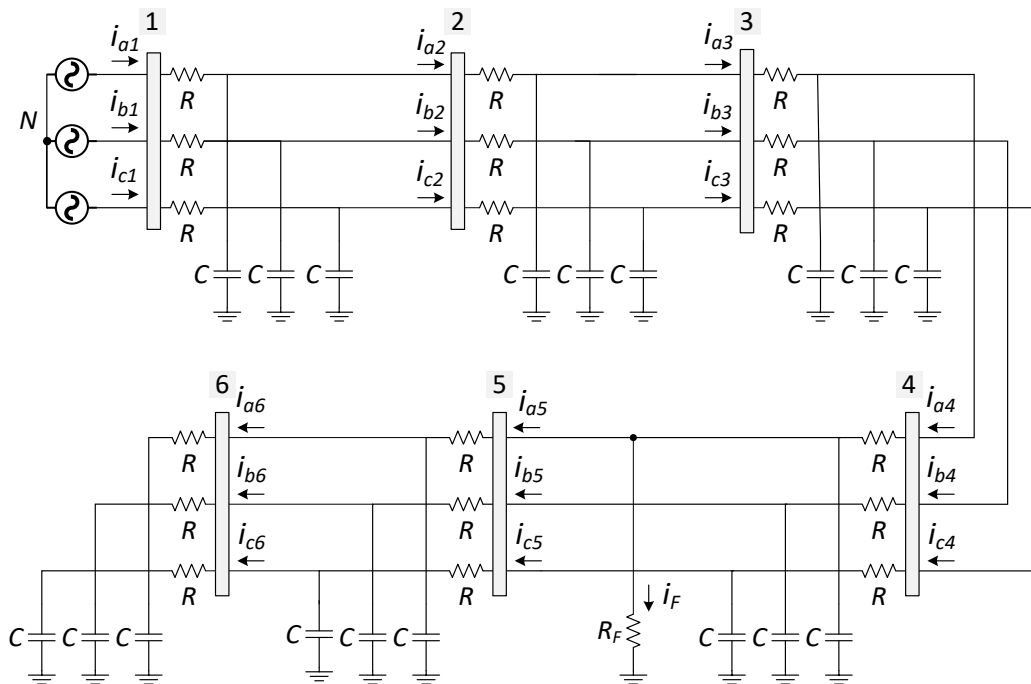 1 2 3
i_a1 i_a2 i_a3
R R R
N i_b1 i_b2 i_b3
R R R
i_c1 i_c2 i_c3
R R R
C C C C C C C C C
6 5 4
i_a6 i_a5 i_a4
R R R
i_b6 i_b5 i_b4
R R R
i_c6 i_c5 i_c4
R R R
i_F
C C C C C C R_F C C C